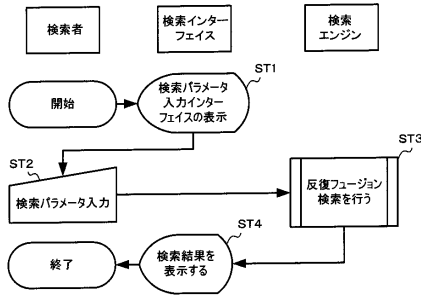 検索者
検索インター
フェイス
検索
エンジン
開始
検索パラメータ
入力インター
フェイスの表示
ST1
ST2
検索パラメータ入力
ST3
反復フュージョン
検索を行う
終了
検索結果を
表示する
ST4